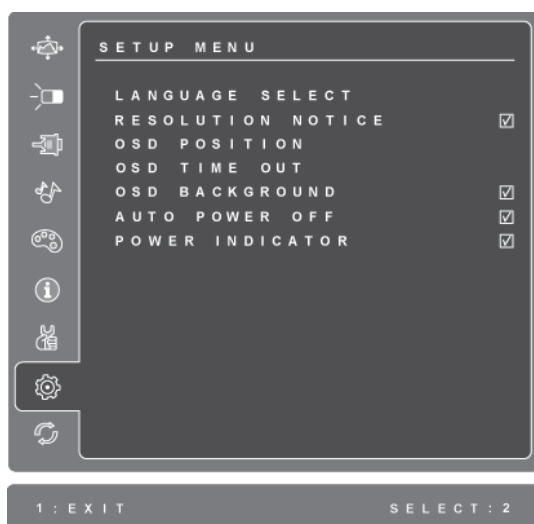 SETUP MENU
LANGUAGE SELECT
RESOLUTION NOTICE ☑
OSD POSITION
OSD TIME OUT
OSD BACKGROUND ☑
AUTO POWER OFF ☑
POWER INDICATOR ☑
1:EXIT SELECT:2